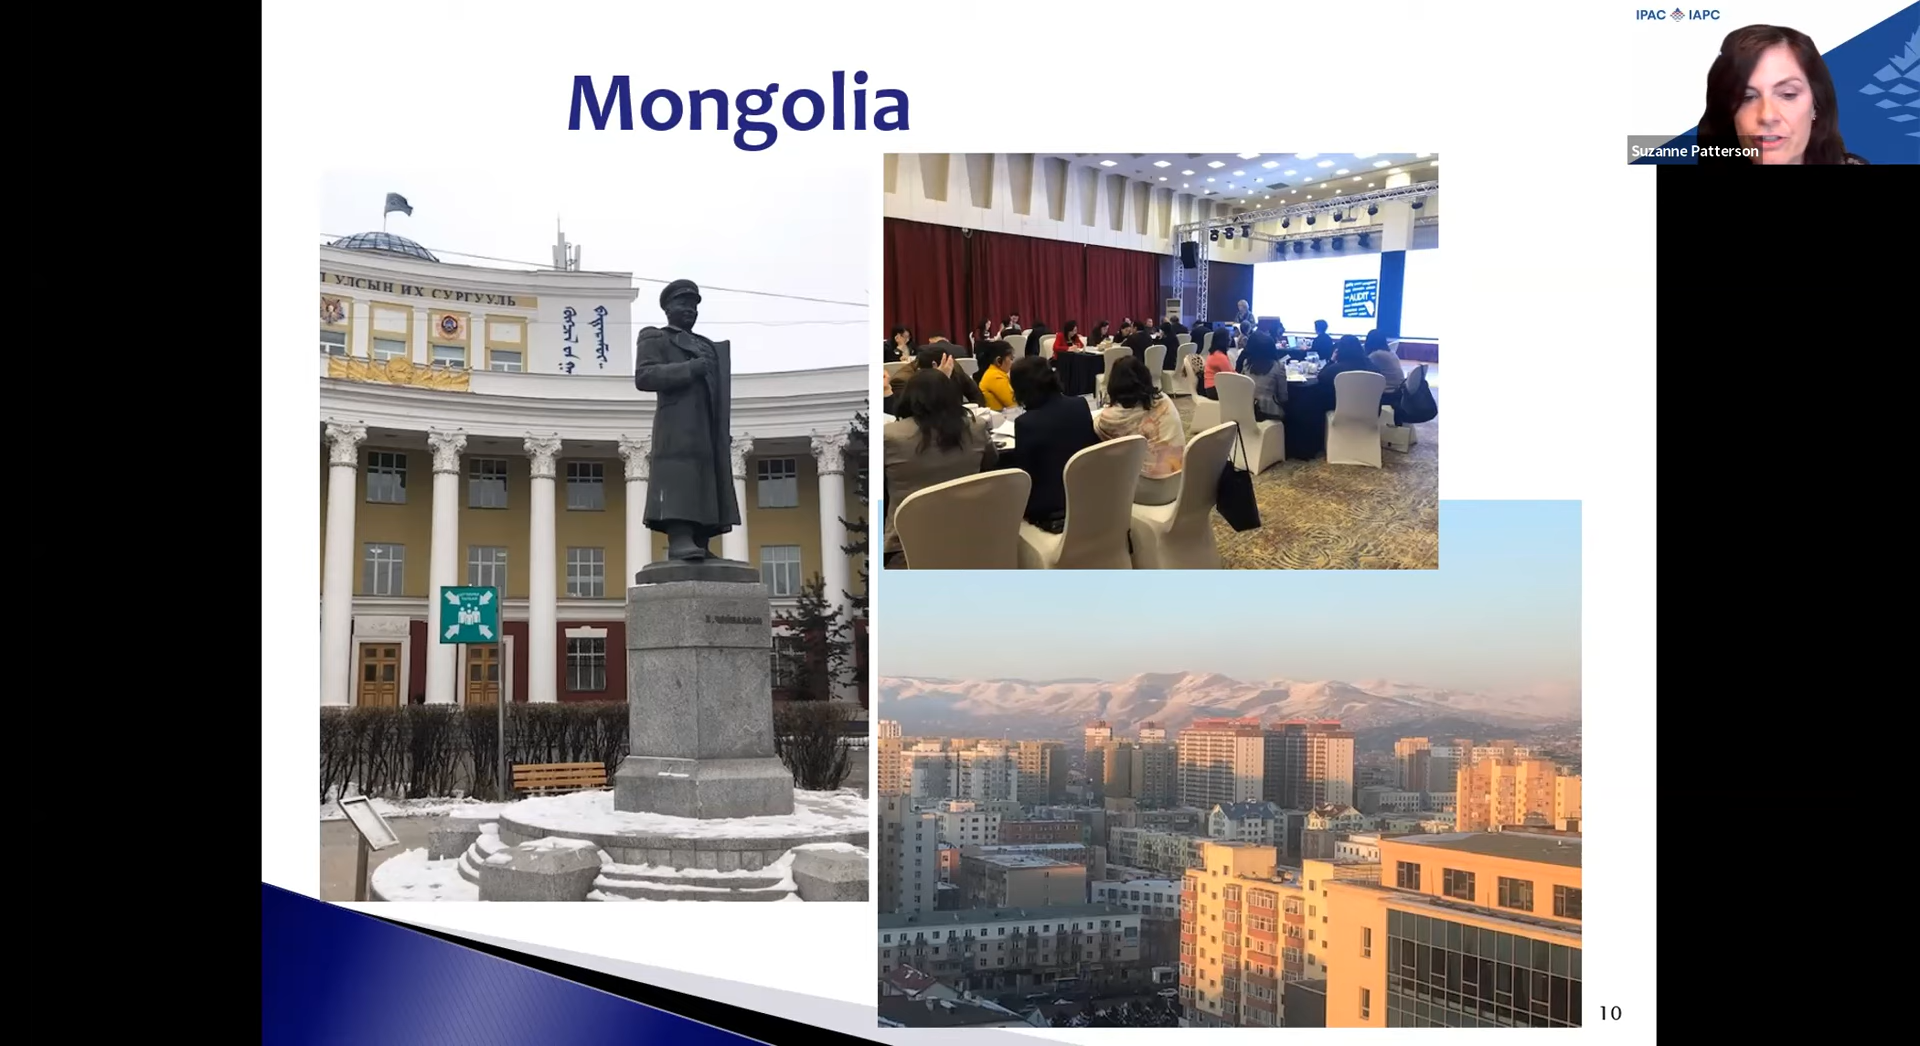 IPAC IAPC
Suzanne Patterson
Mongolia
УЛСЫН ИХ СУРГУУЛЬ
AUDIT
10